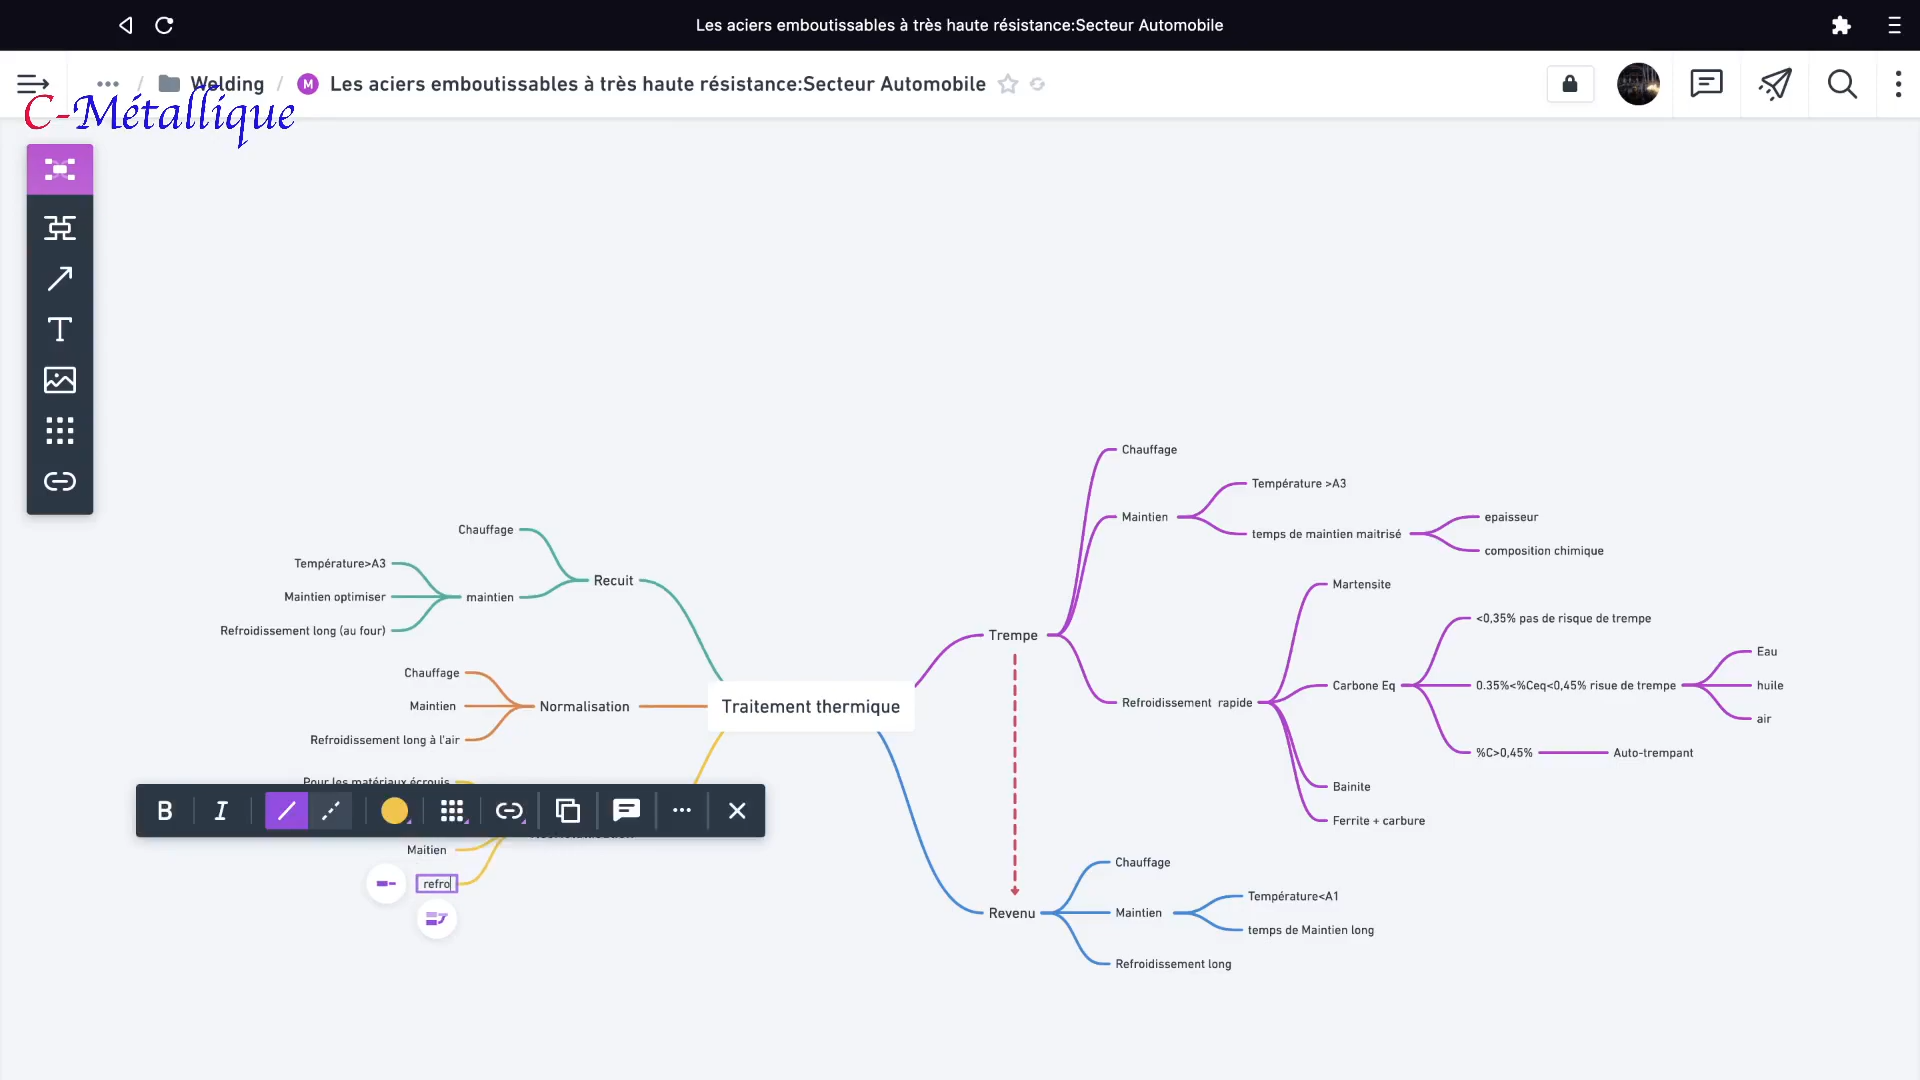 Les aciers emboutissables à très haute résistance:Secteur Automobile
Welding / M Les aciers emboutissables à très haute résistance:Secteur Automobile
C-Métallique
Traitement thermique
Recuit
Chauffage
maintien
Température>A3
Maintien optimiser
Refroidissement long (au four)
Normalisation
Chauffage
Maintien
Refroidissement long à l'air
Pour les matériaux écrouis
Maitien
refro
B I
Trempe
Chauffage
Maintien
Température >A3
temps de maintien maitrisé
epaisseur
composition chimique
Refroidissement rapide
Martensite
Carbone Eq
<0,35% pas de risque de trempe
0.35%<%Ceq<0,45% risue de trempe
Eau
huile
air
%C>0,45%
Auto-trempant
Bainite
Ferrite + carbure
Revenu
Chauffage
Maintien
Température<A1
temps de Maintien long
Refroidissement long